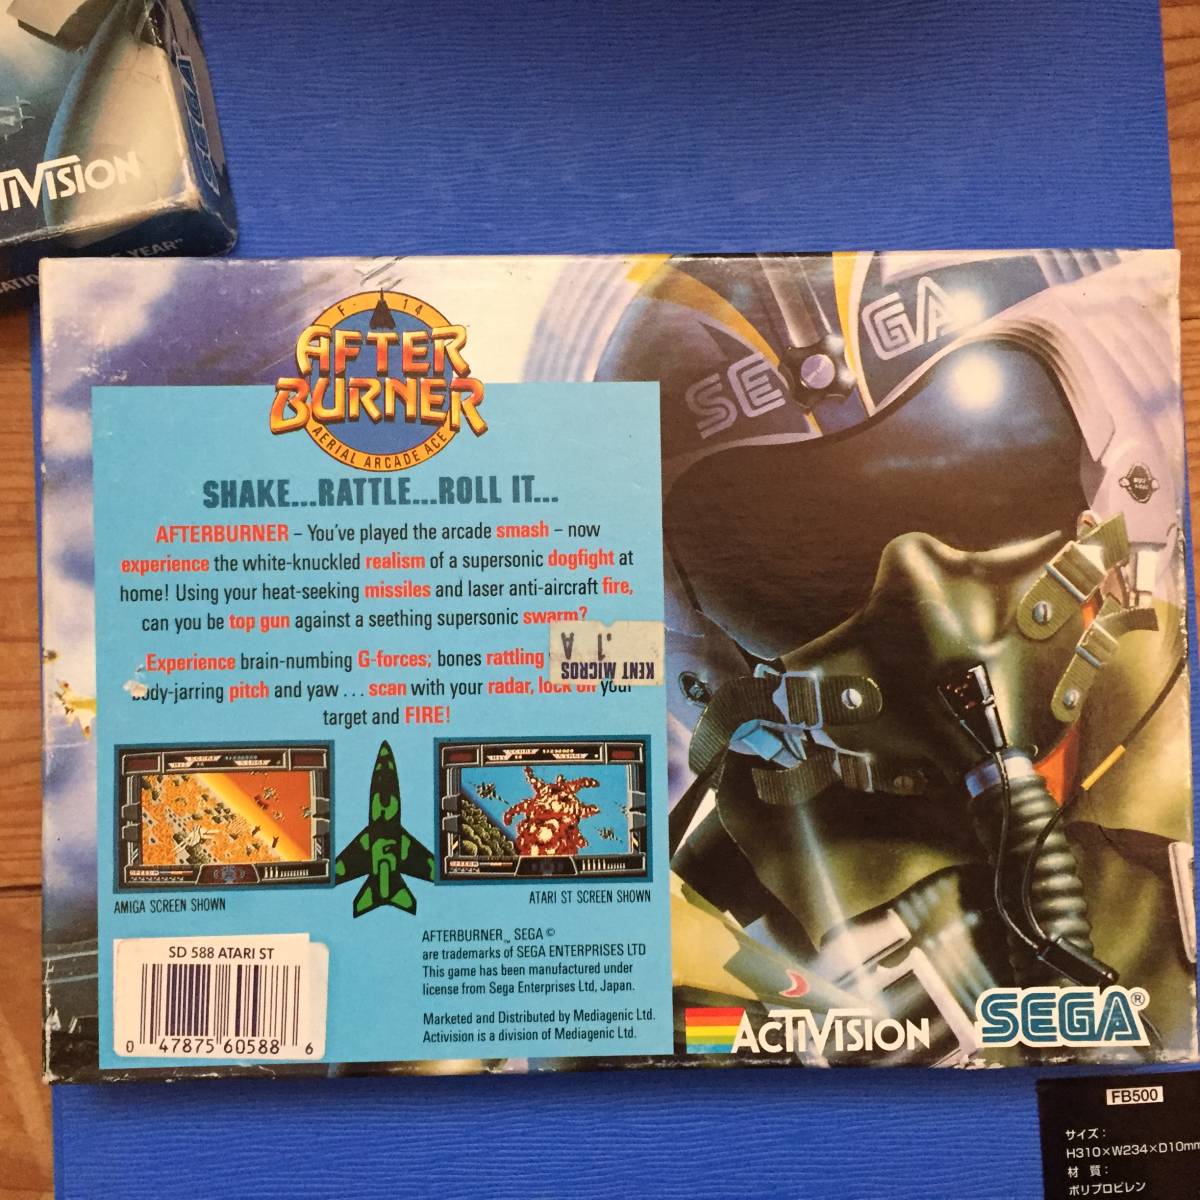 TIVISION
SEGA
YEAR"
F-14
AFTER
BURNER
AERIAL ARCADE ACE
SEGA
SHAKE...RATTLE...ROLL IT...
AFTERBURNER – You've played the arcade smash – now
experience the white-knuckled realism of a supersonic dogfight at
home! Using your heat-seeking missiles and laser anti-aircraft fire,
can you be top gun against a seething supersonic swarm?
Experience brain-numbing G-forces; bones rattling
body-jarring pitch and yaw ... scan with your radar, lock on your
target and FIRE!
KENT MICROS
.1 A
AMIGA SCREEN SHOWN
ATARI ST SCREEN SHOWN
SD 588 ATARI ST
0 47875 60588 6
AFTERBURNER™ SEGA ©
are trademarks of SEGA ENTERPRISES LTD
This game has been manufactured under
license from Sega Enterprises Ltd, Japan.
Marketed and Distributed by Mediagenic Ltd.
Activision is a division of Mediagenic Ltd.
ACTIVISION
SEGA®
FB500
サイズ：
H310×W234×D10mm
材 質：
ポリプロピレン